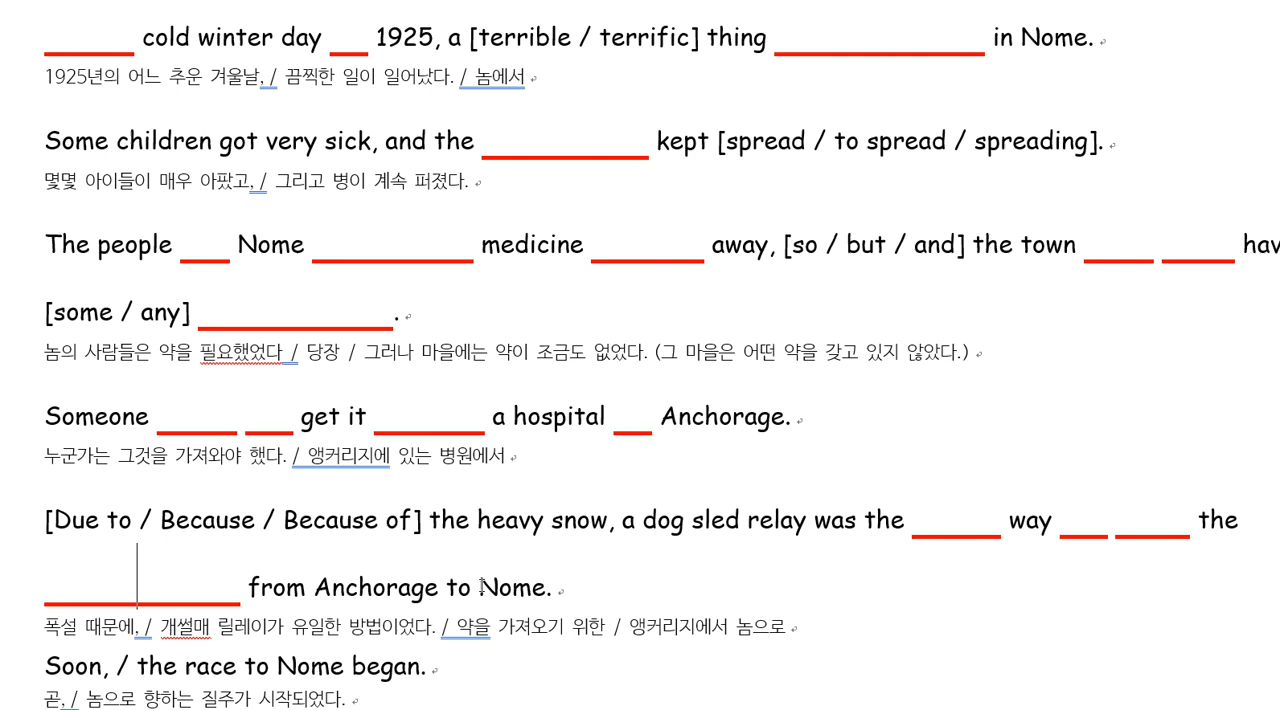 ______ cold winter day ___ 1925, a [terrible / terrific] thing ______________ in Nome.
1925년의 어느 추운 겨울날, / 끔찍한 일이 일어났다. / 놈에서
Some children got very sick, and the ___________ kept [spread / to spread / spreading].
몇몇 아이들이 매우 아팠고, / 그리고 병이 계속 퍼졌다.
The people ___ Nome ___________ medicine ________ away, [so / but / and] the town _____ _____ hav
[some / any] _____________.
놈의 사람들은 약을 필요했었다 / 당장 / 그러나 마을에는 약이 조금도 없었다. (그 마을은 어떤 약을 갖고 있지 않았다.)
Someone _____ ___ get it ________ a hospital ___ Anchorage.
누군가는 그것을 가져와야 했다. / 앵커리지에 있는 병원에서
[Due to / Because / Because of] the heavy snow, a dog sled relay was the ______ way ___ _____ the
_____________ from Anchorage to Nome.
폭설 때문에, / 개썰매 릴레이가 유일한 방법이었다. / 약을 가져오기 위한 / 앵커리지에서 놈으로
Soon, / the race to Nome began.
곧, / 놈으로 향하는 질주가 시작되었다.